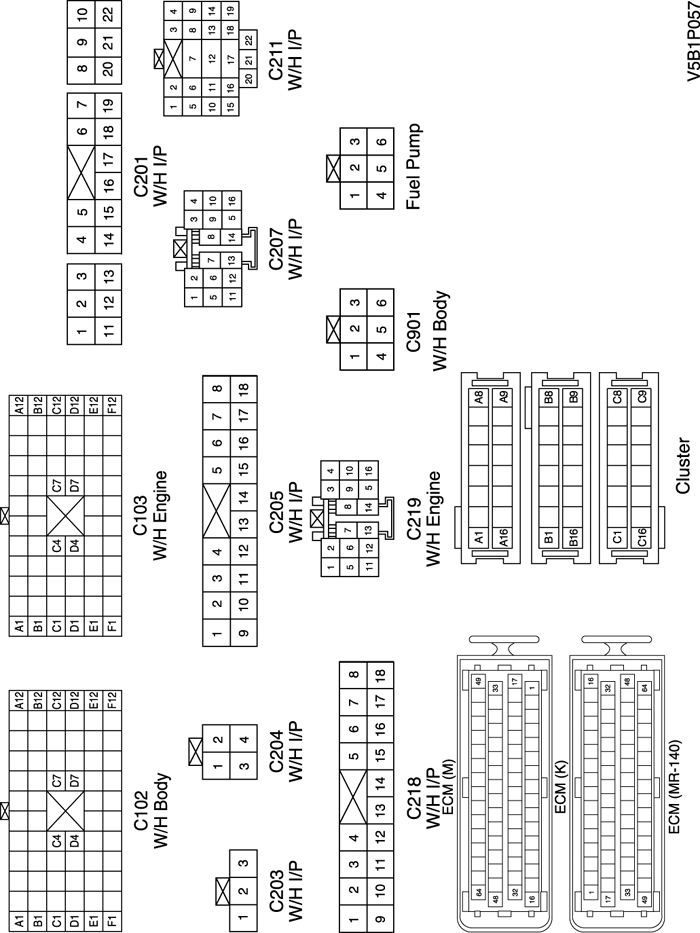 A1 A12
B1 B12
C1 C4 C7 C12
D1 D4 D7 D12
E1 E12
F1 F12
C102
W/H Body
A1 A12
B1 B12
C1 C4 C7 C12
D1 D4 D7 D12
E1 E12
F1 F12
C103
W/H Engine
1 2 3 4 5 6 7 8 9 10
11 12 13 14 15 16 17 18 19 20 21 22
C201
W/H I/P
1 2 3
C203
W/H I/P
1 2
3 4
C204
W/H I/P
1 2 3 4 5 6 7 8
9 10 11 12 13 14 15 16 17 18
C205
W/H I/P
1 2 3 4
5 6 7 8 9 10
11 12 13 14 5 16
C207
W/H I/P
1 2 3 4
5 6 7 8 9
10 11 12 13 14
15 16 17 18 19
20 21 22
C211
W/H I/P
1 2 3 4 5 6 7 8
9 10 11 12 13 14 15 16 17 18
C218
W/H I/P
1 2 3 4
5 6 7 8 9 10
11 12 13 14 5 16
C219
W/H Engine
1 2 3
4 5 6
C901
W/H Body
1 2 3
4 5 6
Fuel Pump
ECM (M)
64 49
48 33
32 17
16 1
ECM (K)
1 16
17 32
33 48
49 64
ECM (MR-140)
A1 A8
A16 A9
B1 B8
B16 B9
C1 C8
C16 C9
Cluster
V5B1P057